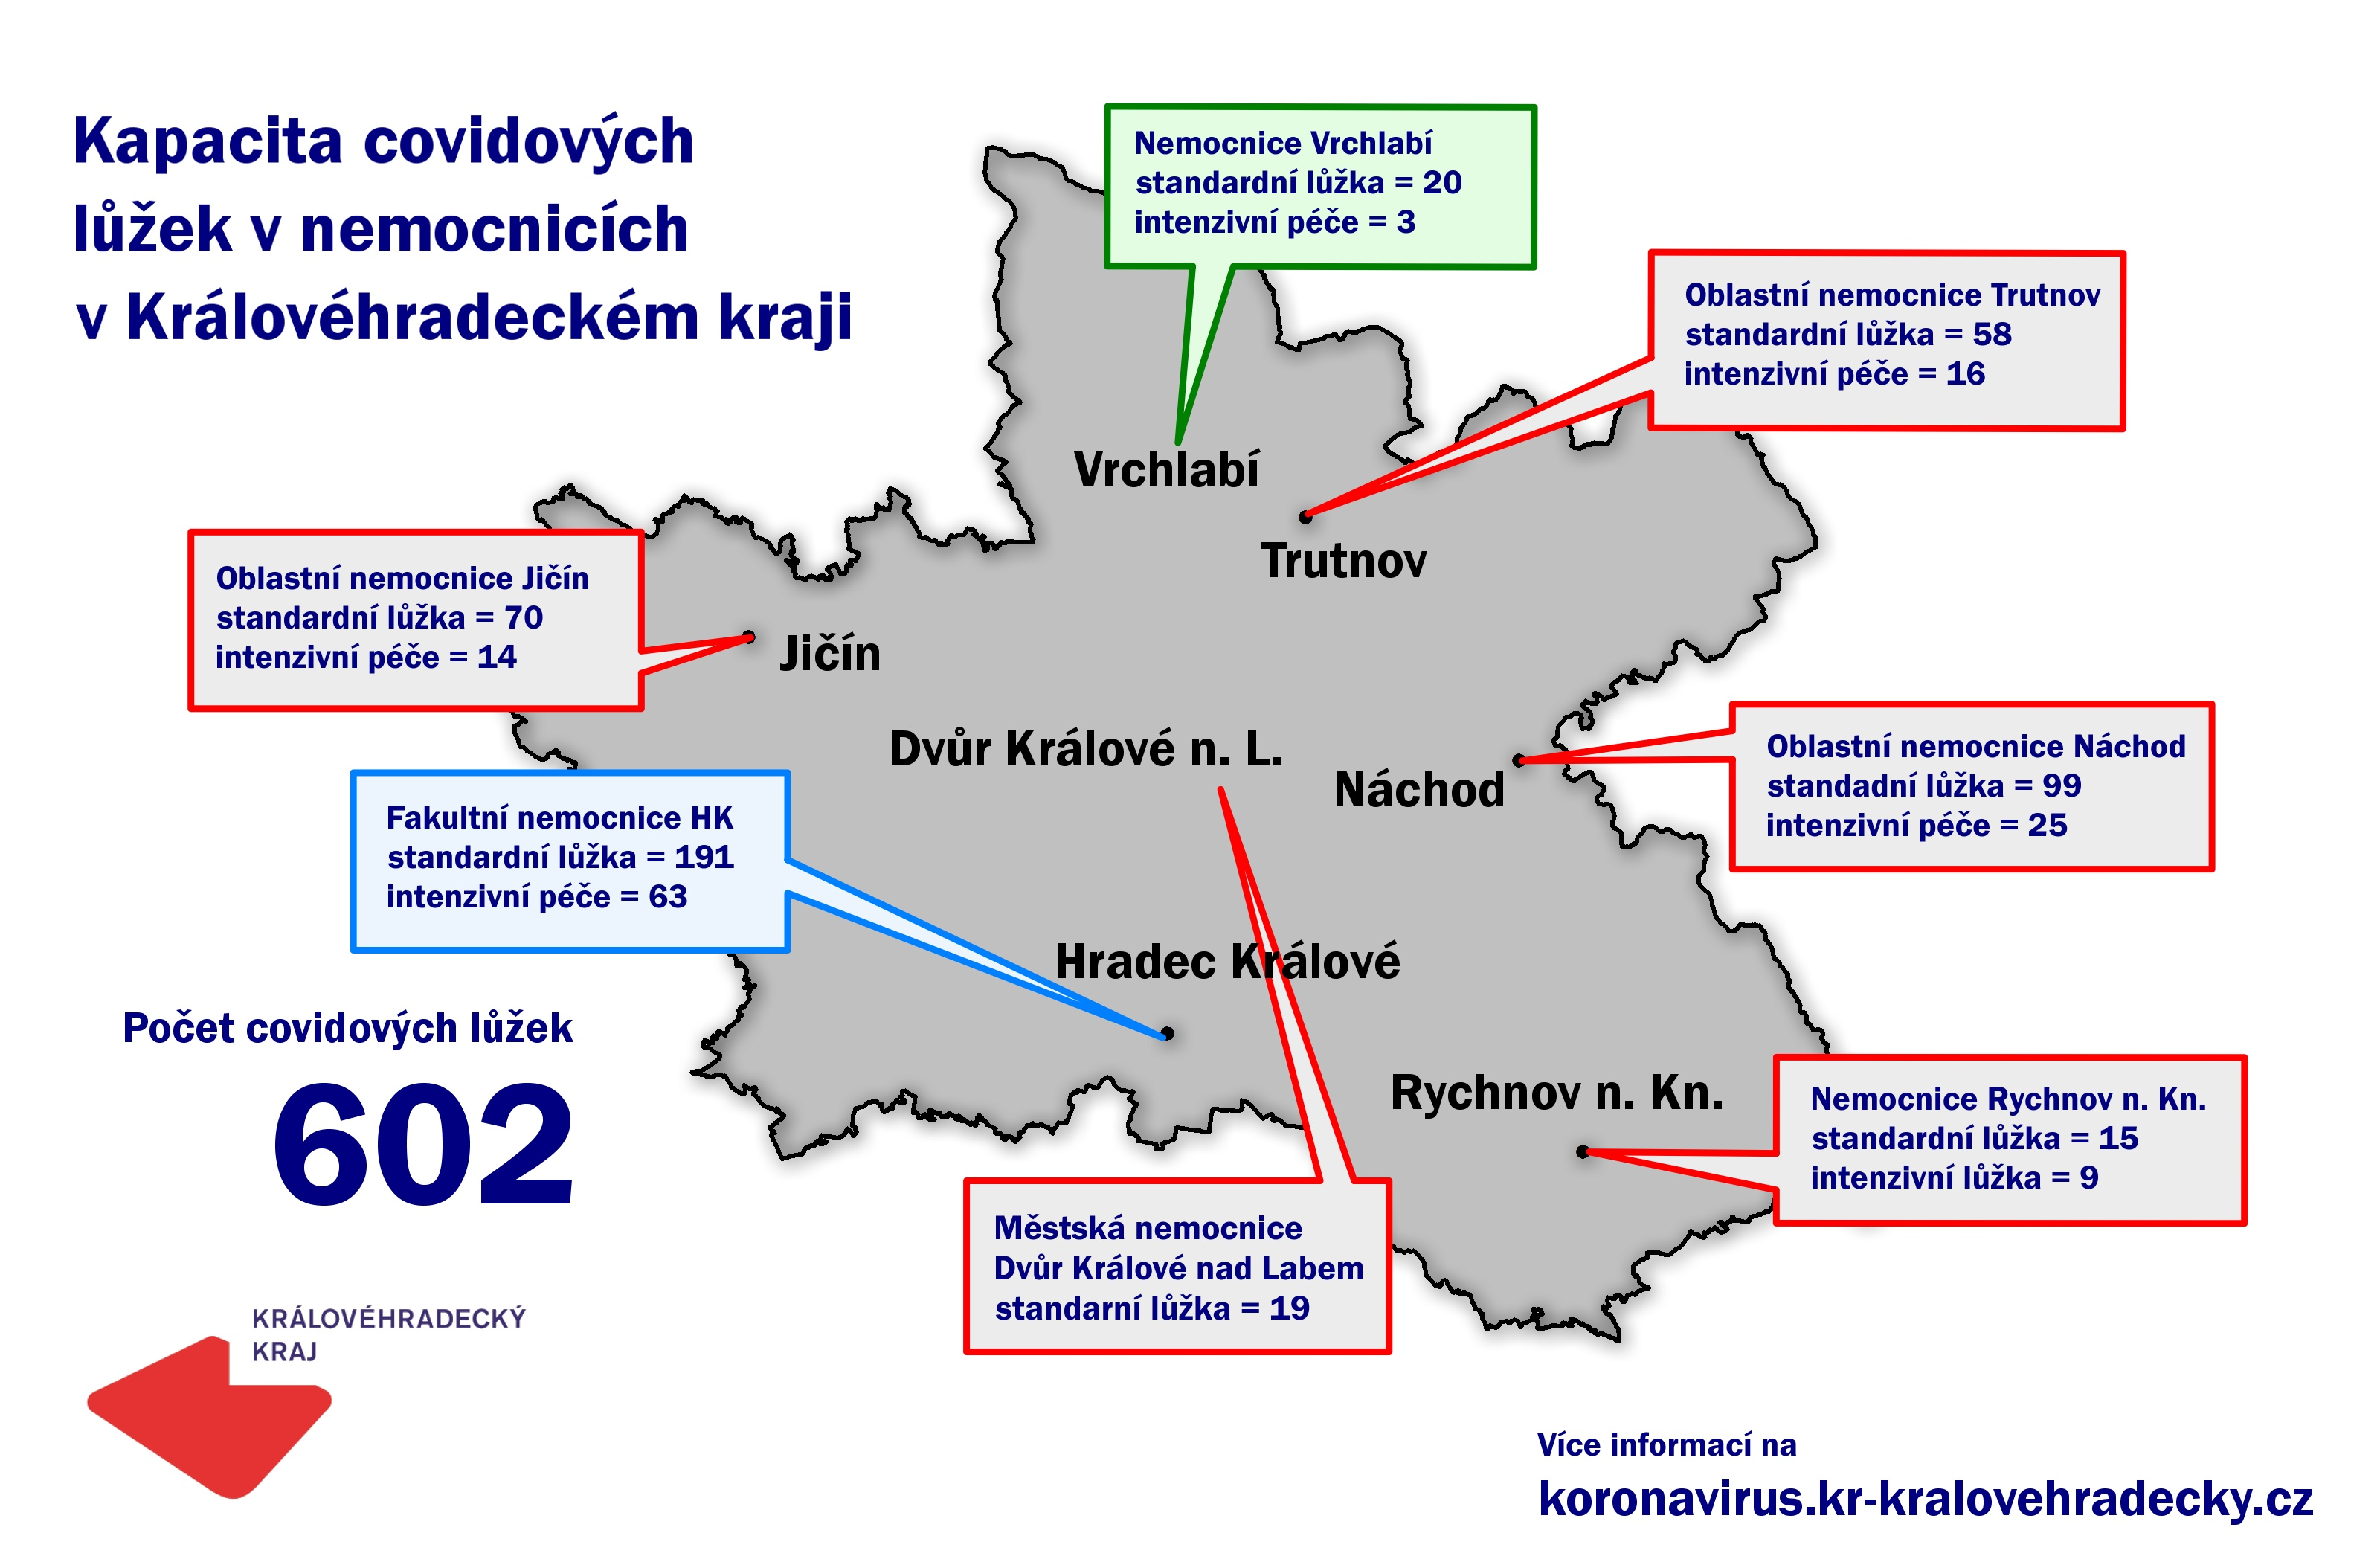 Kapacita covidových
lůžek v nemocnicích
v Královéhradeckém kraji
Nemocnice Vrchlabí
standardní lůžka = 20
intenzivní péče = 3
Oblastní nemocnice Trutnov
standardní lůžka = 58
intenzivní péče = 16
Vrchlabí
Trutnov
Oblastní nemocnice Jičín
standardní lůžka = 70
intenzivní péče = 14
Jičín
Dvůr Králové n. L.
Náchod
Oblastní nemocnice Náchod
standadní lůžka = 99
intenzivní péče = 25
Fakultní nemocnice HK
standardní lůžka = 191
intenzivní péče = 63
Hradec Králové
Počet covidových lůžek
602
Rychnov n. Kn.
Nemocnice Rychnov n. Kn.
standardní lůžka = 15
intenzivní lůžka = 9
Městská nemocnice
Dvůr Králové nad Labem
standarní lůžka = 19
KRÁLOVÉHRADECKÝ
KRAJ
Více informací na
koronavirus.kr-kralovehradecky.cz